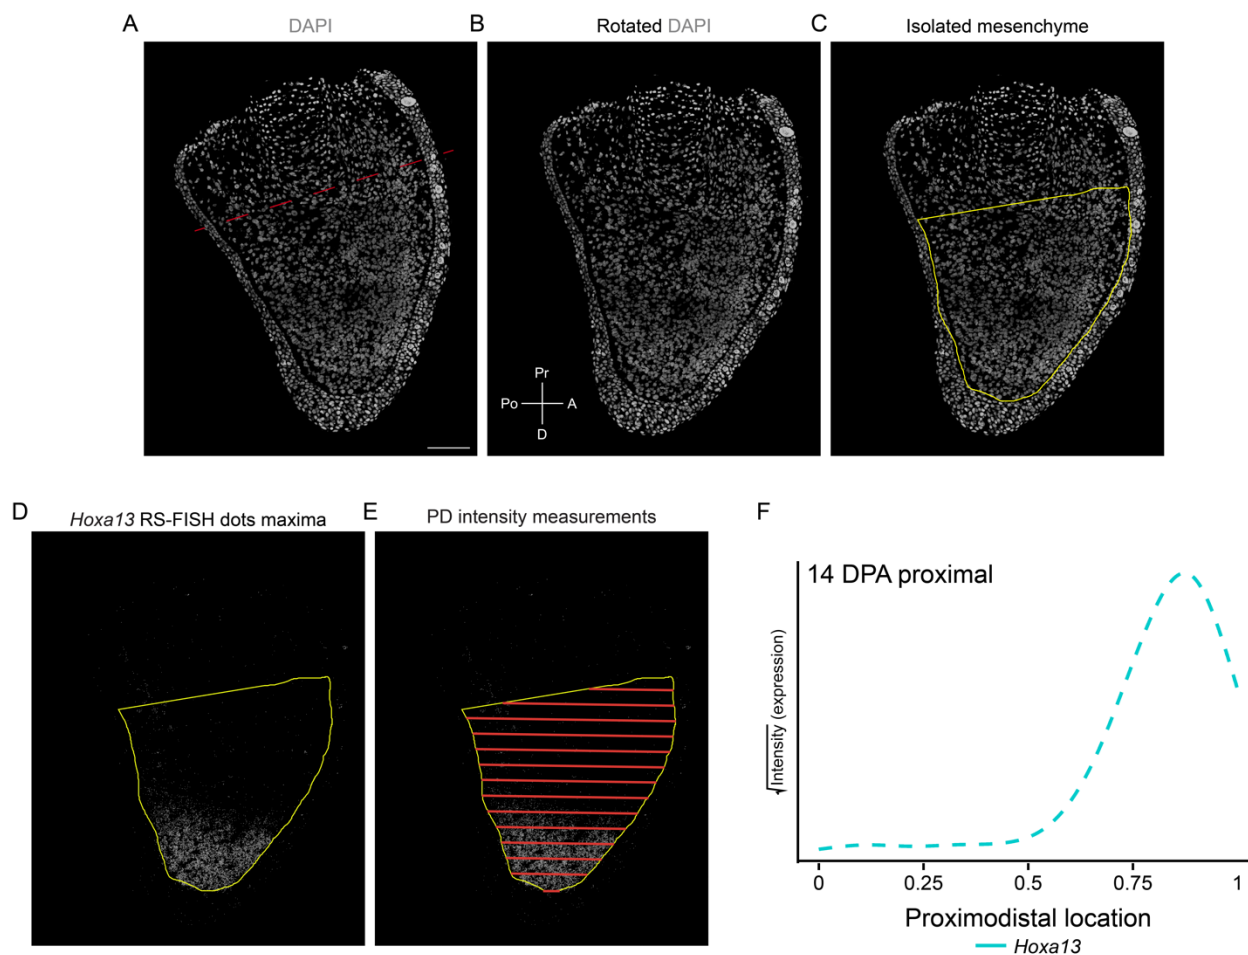 A
DAPI
B
Rotated DAPI
C
Isolated mesenchyme
Pr
Po
A
D
D
Hoxa13 RS-FISH dots maxima
E
PD intensity measurements
F
14 DPA proximal
√Intensity (expression)
0
0.25
0.5
0.75
1
Proximodistal location
Hoxa13